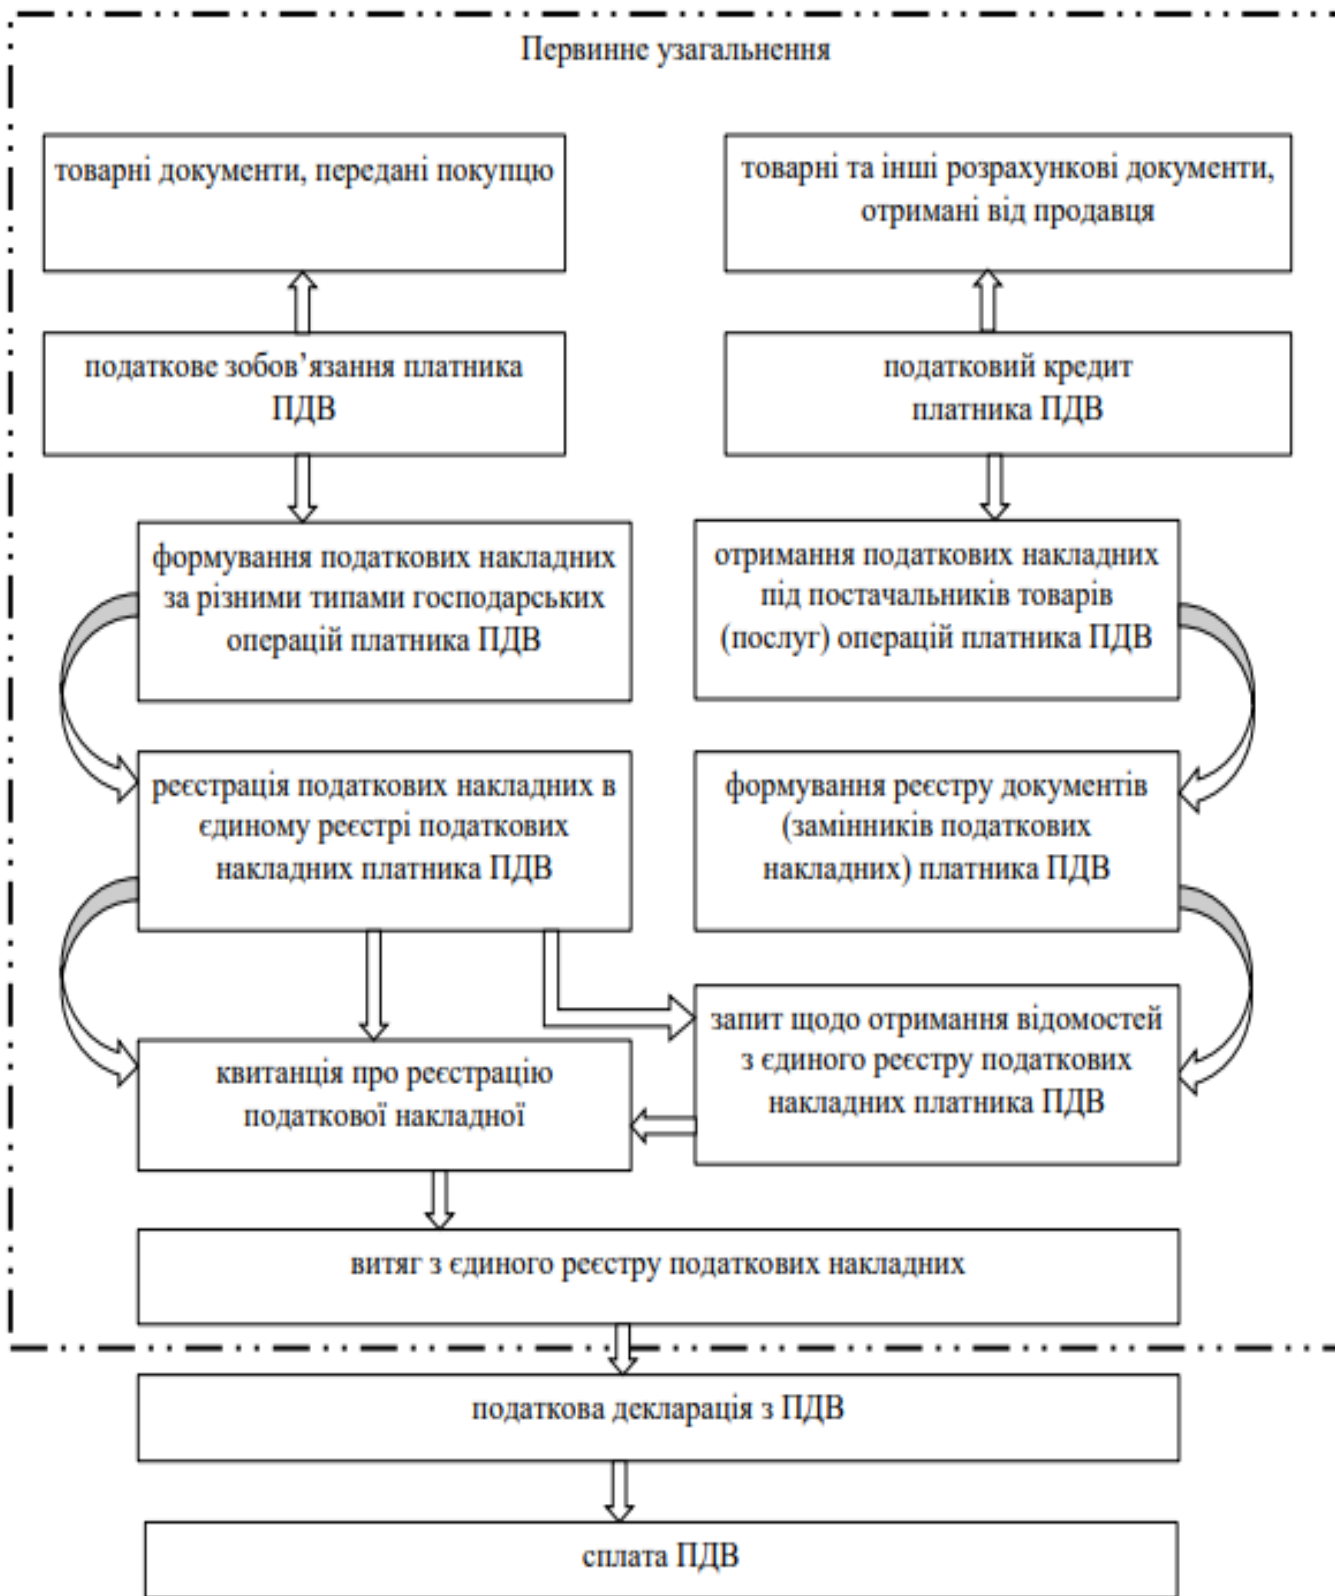 Первинне узагальнення
товарні документи, передані покупцю
товарні та інші розрахункові документи,
отримані від продавця
податкове зобов’язання платника
ПДВ
податковий кредит
платника ПДВ
формування податкових накладних
за різними типами господарських
операцій платника ПДВ
отримання податкових накладних
під постачальників товарів
(послуг) операцій платника ПДВ
реєстрація податкових накладних в
єдиному реєстрі податкових
накладних платника ПДВ
формування реєстру документів
(замінників податкових
накладних) платника ПДВ
запит щодо отримання відомостей
з єдиного реєстру податкових
накладних платника ПДВ
квитанція про реєстрацію
податкової накладної
витяг з єдиного реєстру податкових накладних
податкова декларація з ПДВ
сплата ПДВ